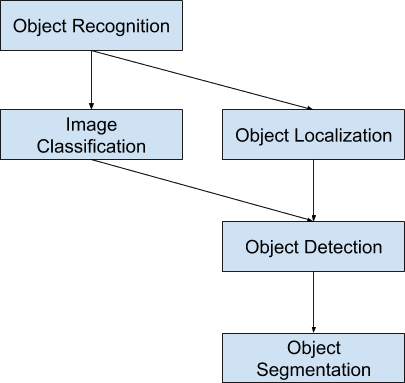 Object Recognition
Image
Classification
Object Localization
Object Detection
Object
Segmentation